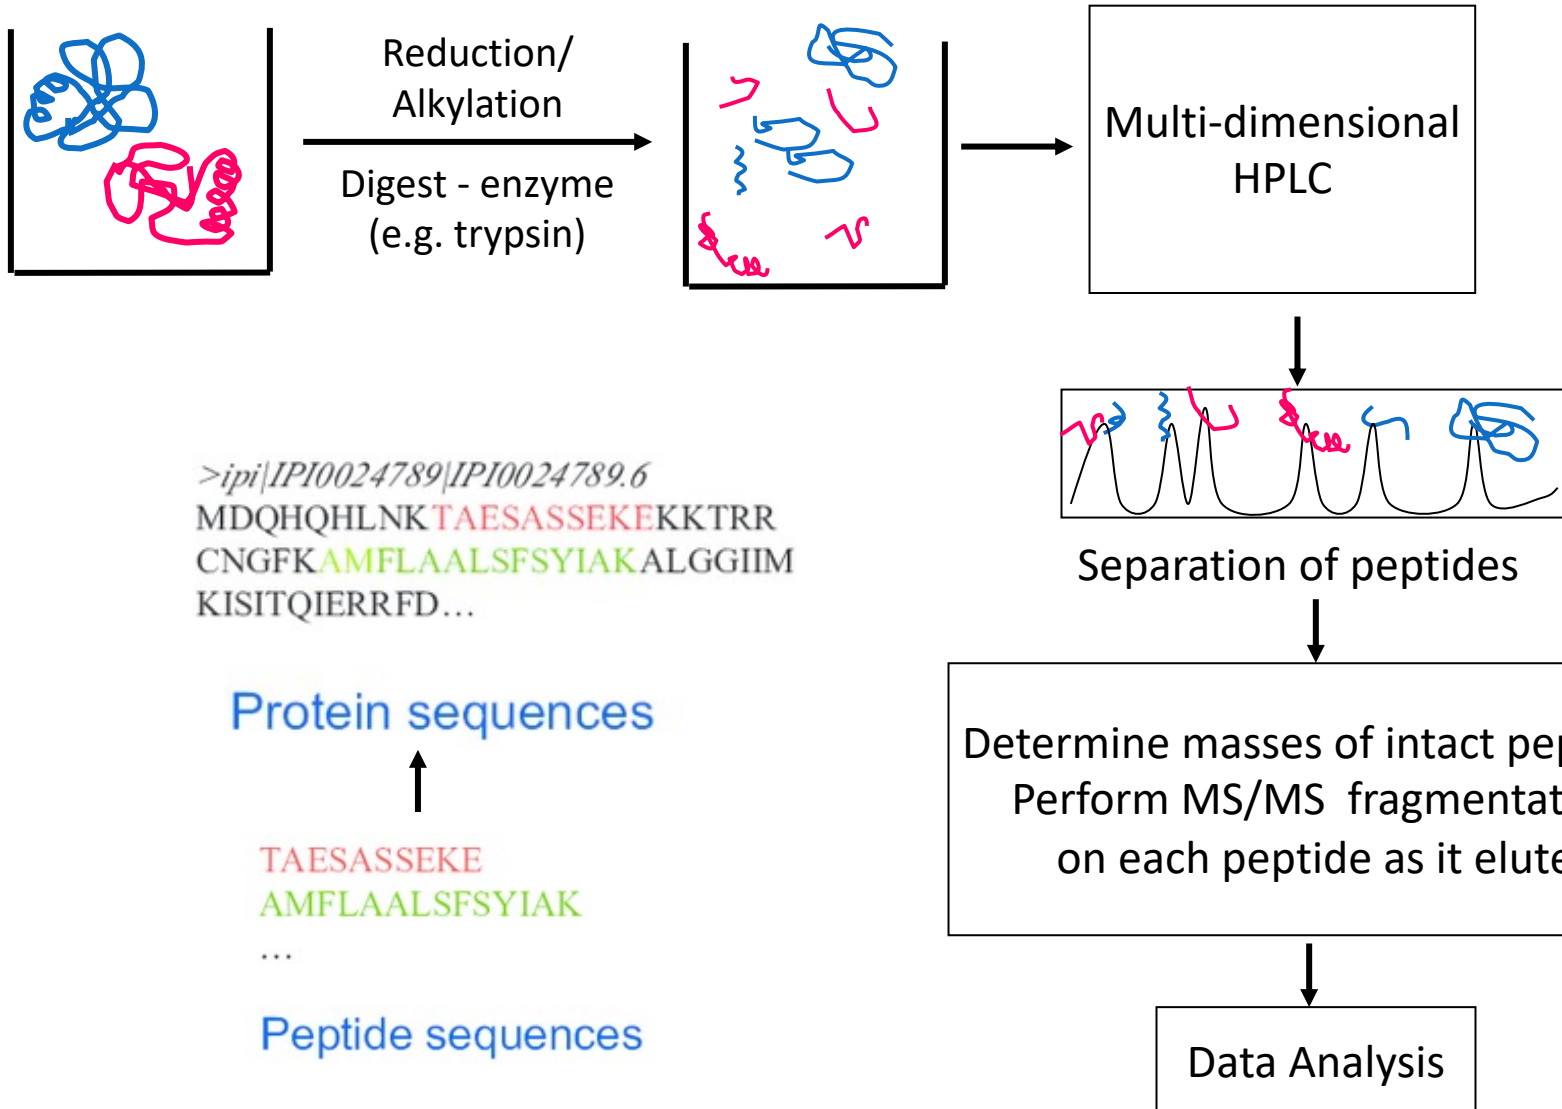 Reduction/
Alkylation
Digest - enzyme
(e.g. trypsin)
Multi-dimensional
HPLC
Separation of peptides
Determine masses of intact pep
Perform MS/MS fragmentat
on each peptide as it elute
Data Analysis
>ipi|IPI0024789|IPI0024789.6
MDQHQHLNKTAESASSEKEKKTRR
CNGFKAMFLAALSFSYIAKALGGIIM
KISITQIERRFD...
Protein sequences
TAESASSEKE
AMFLAALSFSYIAK
...
Peptide sequences